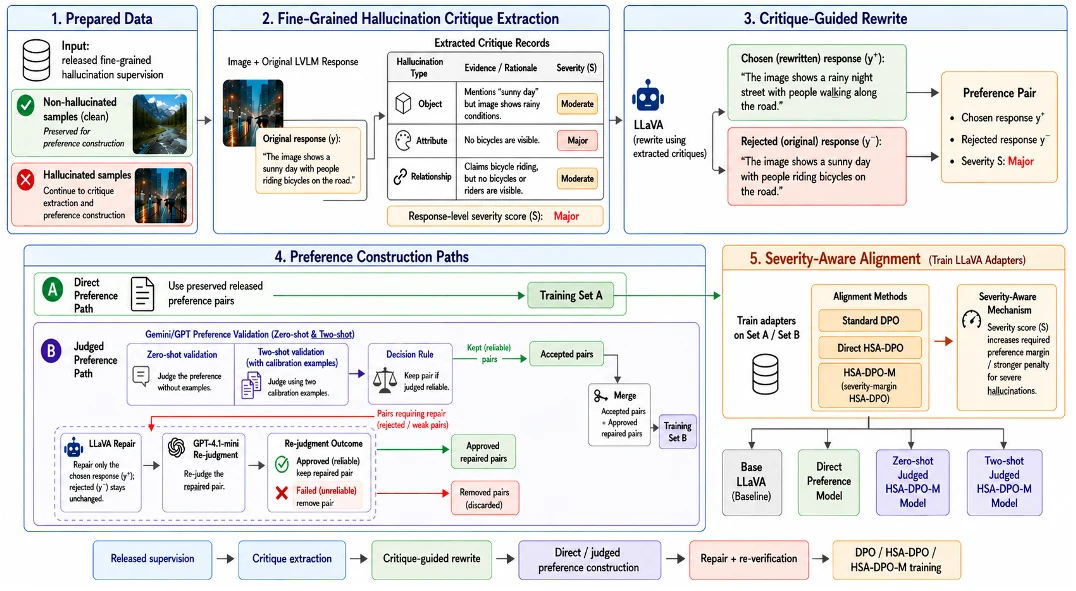 1. Prepared Data
Input:
released fine-grained
hallucination supervision
Non-hallucinated
samples (clean)
Preserved for
preference construction
Hallucinated samples
Continue to critique
extraction and
preference construction
2. Fine-Grained Hallucination Critique Extraction
Image + Original LVLM Response
Original response (y):
"The image shows a
sunny day with people
riding bicycles on the road."
Extracted Critique Records
Hallucination
Type
Evidence / Rationale
Severity (S)
Object
Mentions "sunny day"
but image shows rainy
conditions.
Moderate
Attribute
No bicycles are visible.
Major
Relationship
Claims bicycle riding,
but no bicycles or
riders are visible.
Moderate
Response-level severity score (S): Major
3. Critique-Guided Rewrite
LLaVA
(rewrite using
extracted critiques)
Chosen (rewritten) response (y⁺):
"The image shows a rainy night
street with people walking along
the road."
Rejected (original) response (y⁻):
"The image shows a sunny day
with people riding bicycles on
the road."
Preference Pair
• Chosen response y⁺
• Rejected response y⁻
• Severity S: Major
4. Preference Construction Paths
A
Direct
Preference
Path
Use preserved released
preference pairs
Training Set A
B
Judged
Preference
Path
Gemini/GPT Preference Validation (Zero-shot & Two-shot)
Zero-shot validation
Judge the preference
without examples.
Two-shot validation
(with calibration examples)
Judge using two
calibration examples.
Decision Rule
Keep pair if
judged reliable.
Kept (reliable)
pairs
Accepted pairs
Merge
Accepted pairs
+ Approved
repaired pairs
Training
Set B
Pairs requiring repair
(rejected / weak pairs)
LLaVA Repair
Repair only the
chosen response (y⁺);
rejected (y⁻) stays
unchanged.
GPT-4.1-mini
Re-judgment
Re-judge the
repaired pair.
Re-judgment Outcome
Approved (reliable)
keep repaired pair
Failed (unreliable)
remove pair
Approved
repaired pairs
Removed pairs
(discarded)
5. Severity-Aware Alignment (Train LLaVA Adapters)
Train adapters
on Set A / Set B
Alignment Methods
Standard DPO
Direct HSA-DPO
HSA-DPO-M
(severity-margin
HSA-DPO)
Severity-Aware
Mechanism
Severity score (S)
increases required
preference margin
/ stronger penalty
for severe
hallucinations.
Base
LLaVA
(Baseline)
Direct
Preference
Model
Zero-shot
Judged
HSA-DPO-M
Model
Two-shot
Judged
HSA-DPO-M
Model
Released supervision
Critique extraction
Critique-guided rewrite
Direct / judged
preference construction
Repair + re-verification
DPO / HSA-DPO /
HSA-DPO-M training